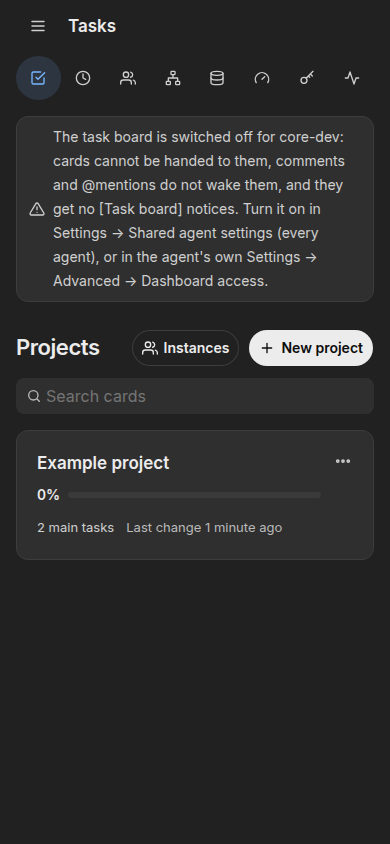 Tasks
The task board is switched off for core-dev:
cards cannot be handed to them, comments
and @mentions do not wake them, and they
get no [Task board] notices. Turn it on in
Settings → Shared agent settings (every
agent), or in the agent's own Settings →
Advanced → Dashboard access.
Projects
Instances
New project
Search cards
Example project
0%
2 main tasks Last change 1 minute ago